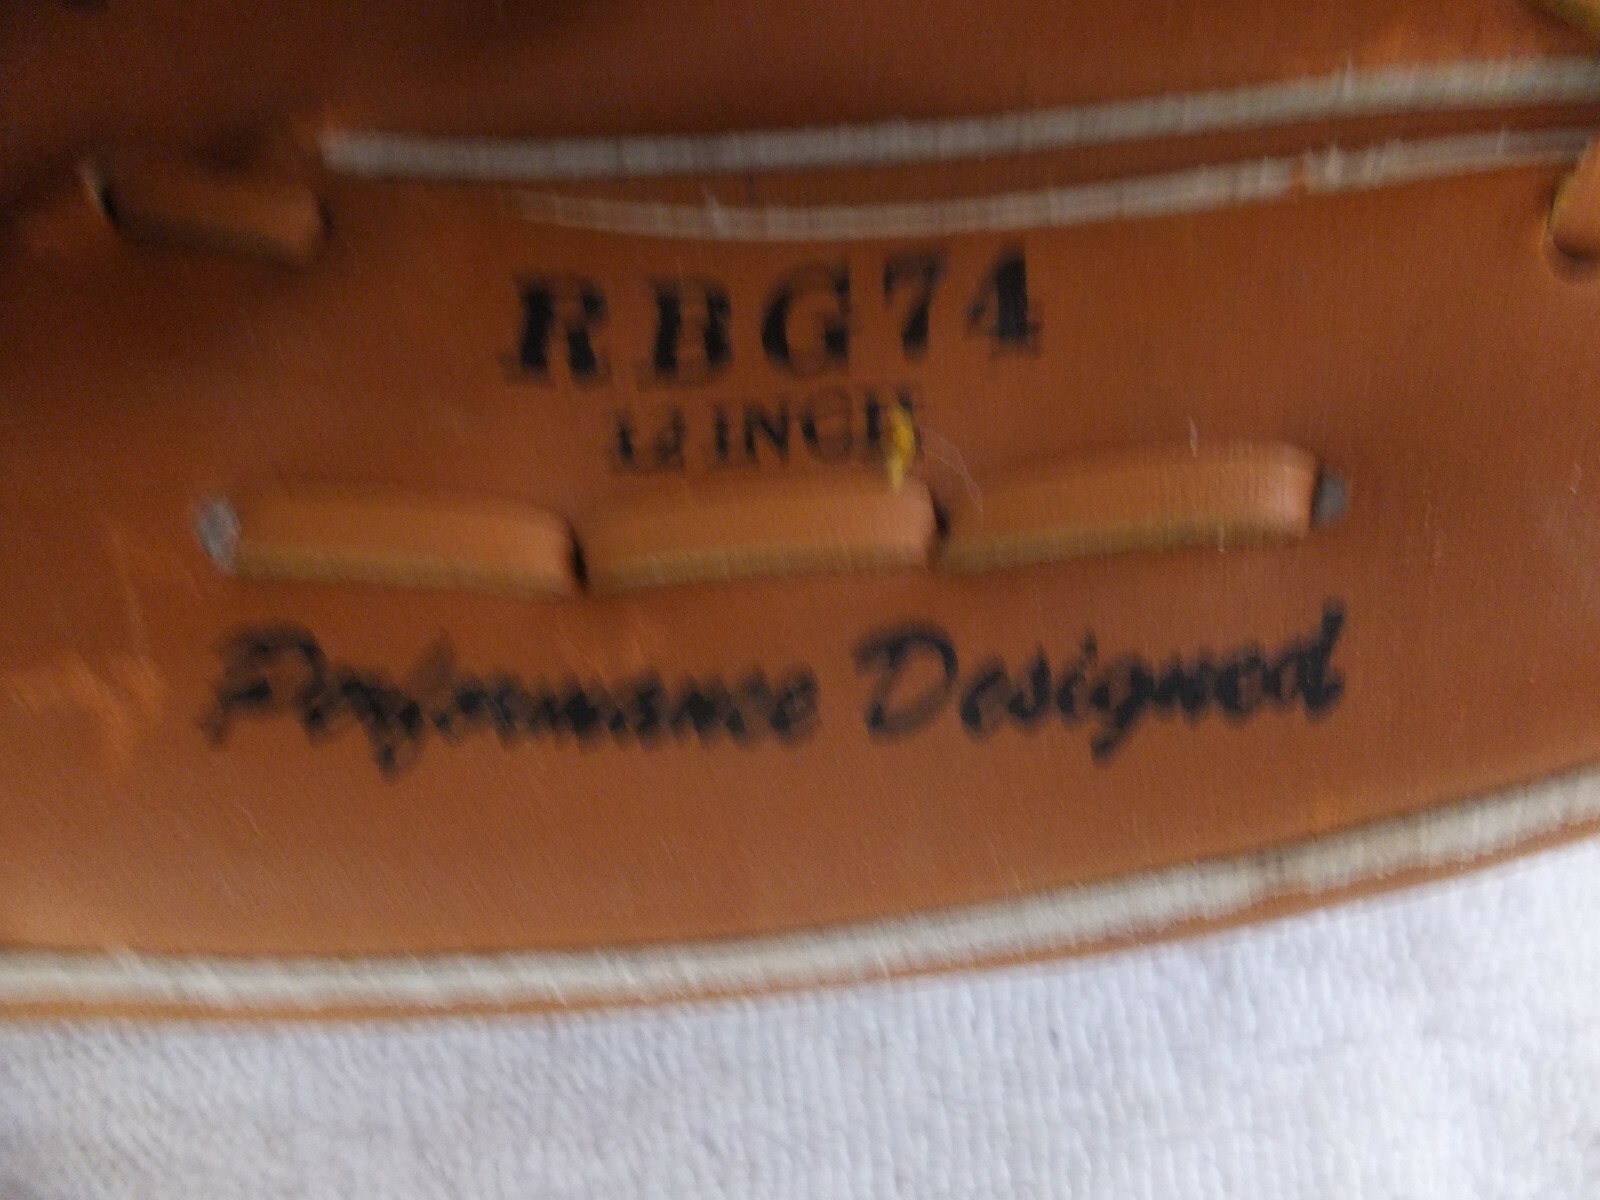 RBG74
12 INCH
Performance Designed